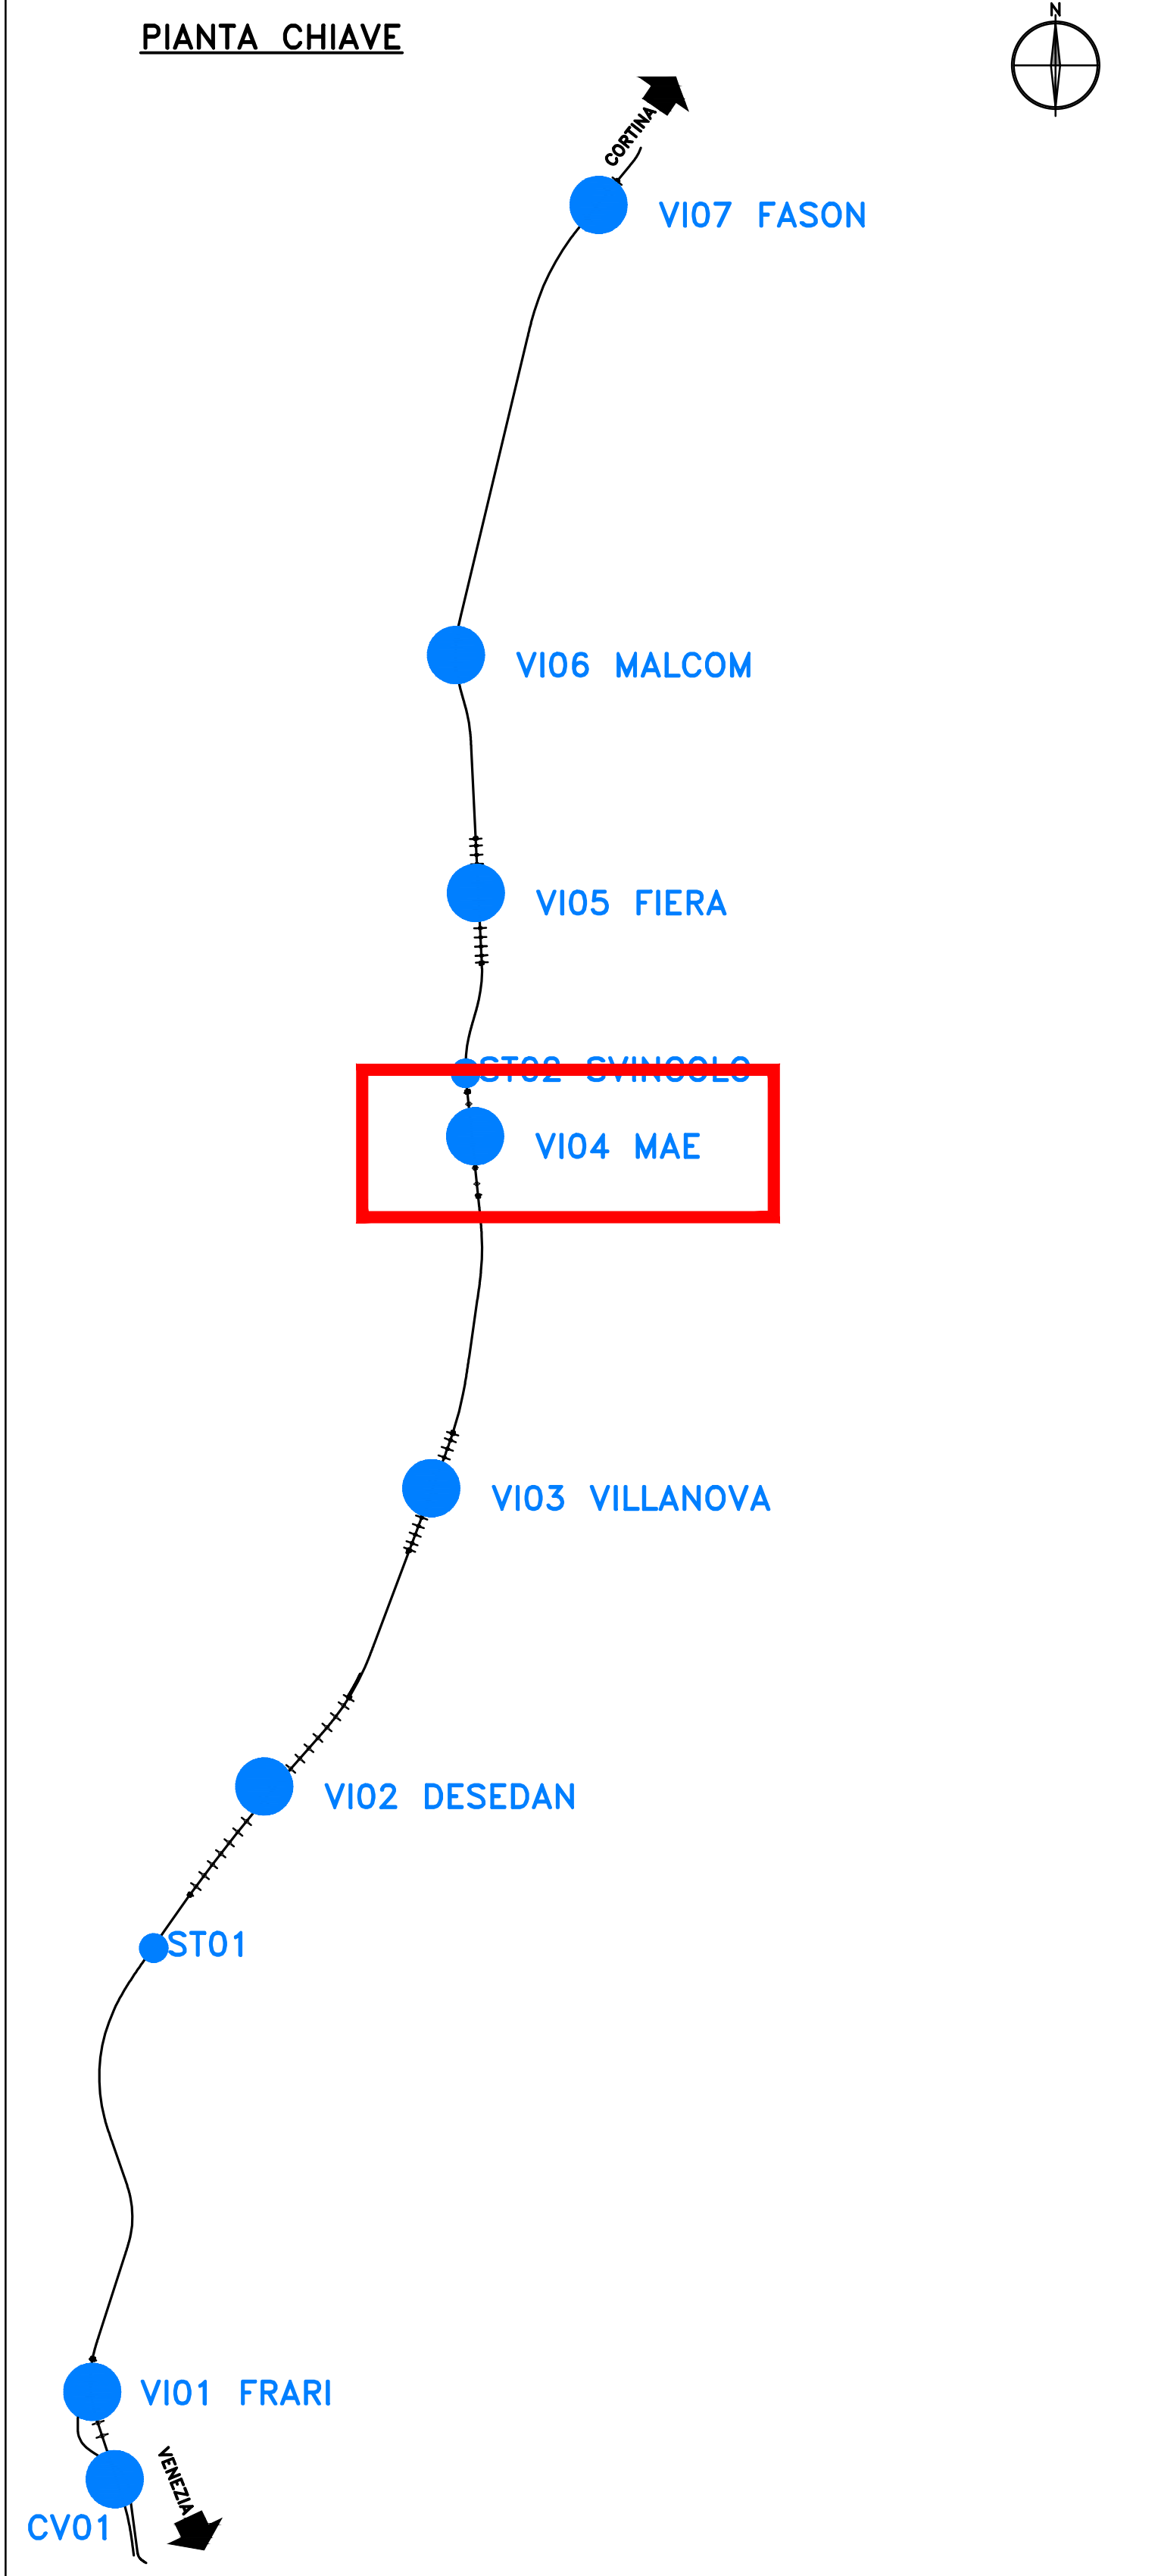 PIANTA CHIAVE
N
CORTINA
VI07 FASON
VI06 MALCOM
VI05 FIERA
ST02 SVINCOLO
VI04 MAE
VI03 VILLANOVA
VI02 DESEDAN
ST01
VI01 FRARI
VENEZIA
CV01